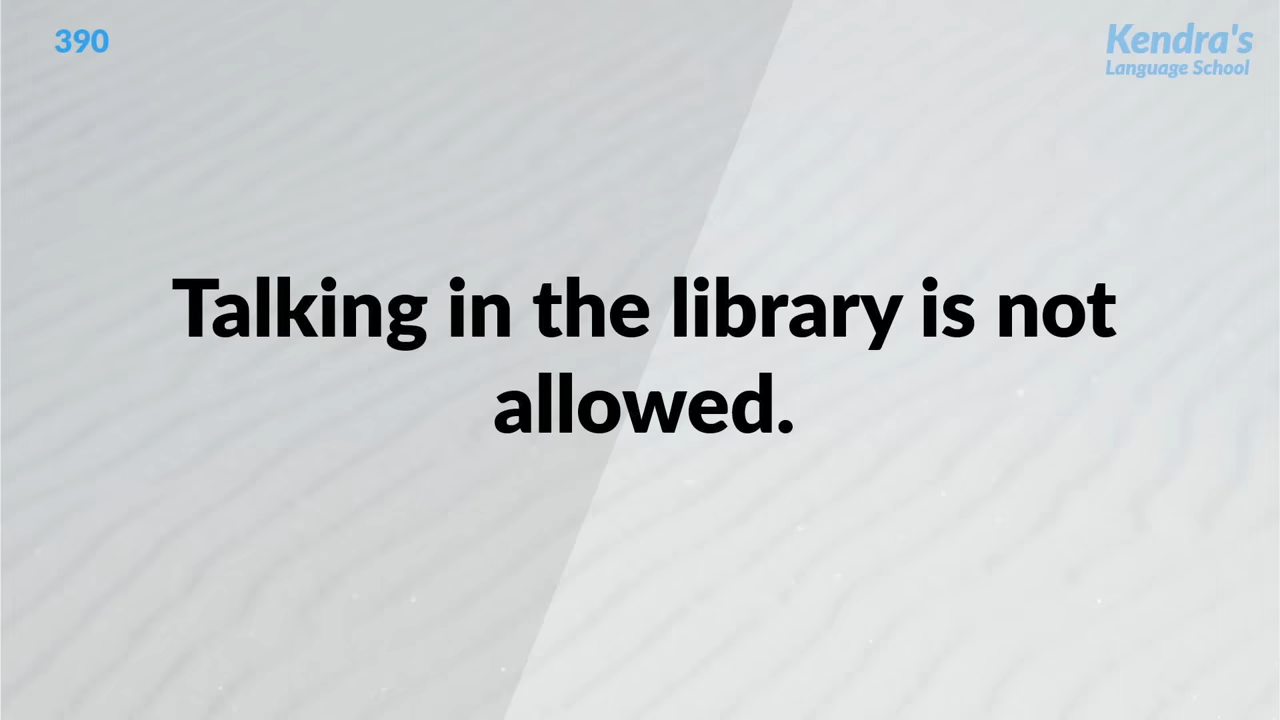 390
Kendra's
Language School
Talking in the library is not
allowed.